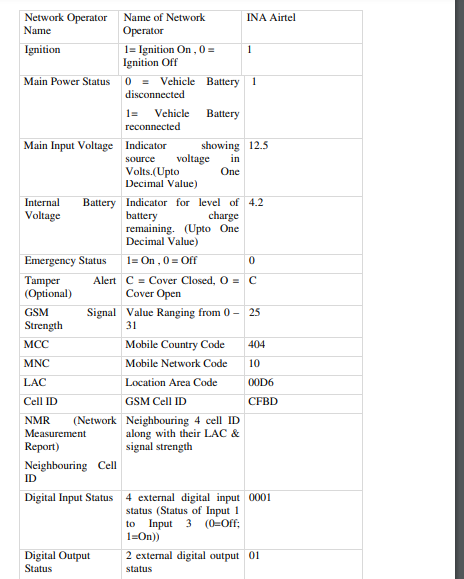 Network Operator Name of Network INA Airtel
Name Operator
Ignition 1= Ignition On , 0 = 1
Ignition Off
Main Power Status 0 = Vehicle Battery 1
disconnected
1= Vehicle Battery
reconnected
Main Input Voltage Indicator showing 12.5
source voltage in
Volts.(Upto One
Decimal Value)
Internal Battery Indicator for level of 4.2
Voltage battery charge
remaining. (Upto One
Decimal Value)
Emergency Status 1= On , 0 = Off 0
Tamper Alert C = Cover Closed, O = C
(Optional) Cover Open
GSM Signal Value Ranging from 0 – 25
Strength 31
MCC Mobile Country Code 404
MNC Mobile Network Code 10
LAC Location Area Code 00D6
Cell ID GSM Cell ID CFBD
NMR (Network Neighbouring 4 cell ID
Measurement along with their LAC &
Report) signal strength
Neighbouring Cell
ID
Digital Input Status 4 external digital input 0001
status (Status of Input 1
to Input 3 (0=Off;
1=On))
Digital Output 2 external digital output 01
Status status